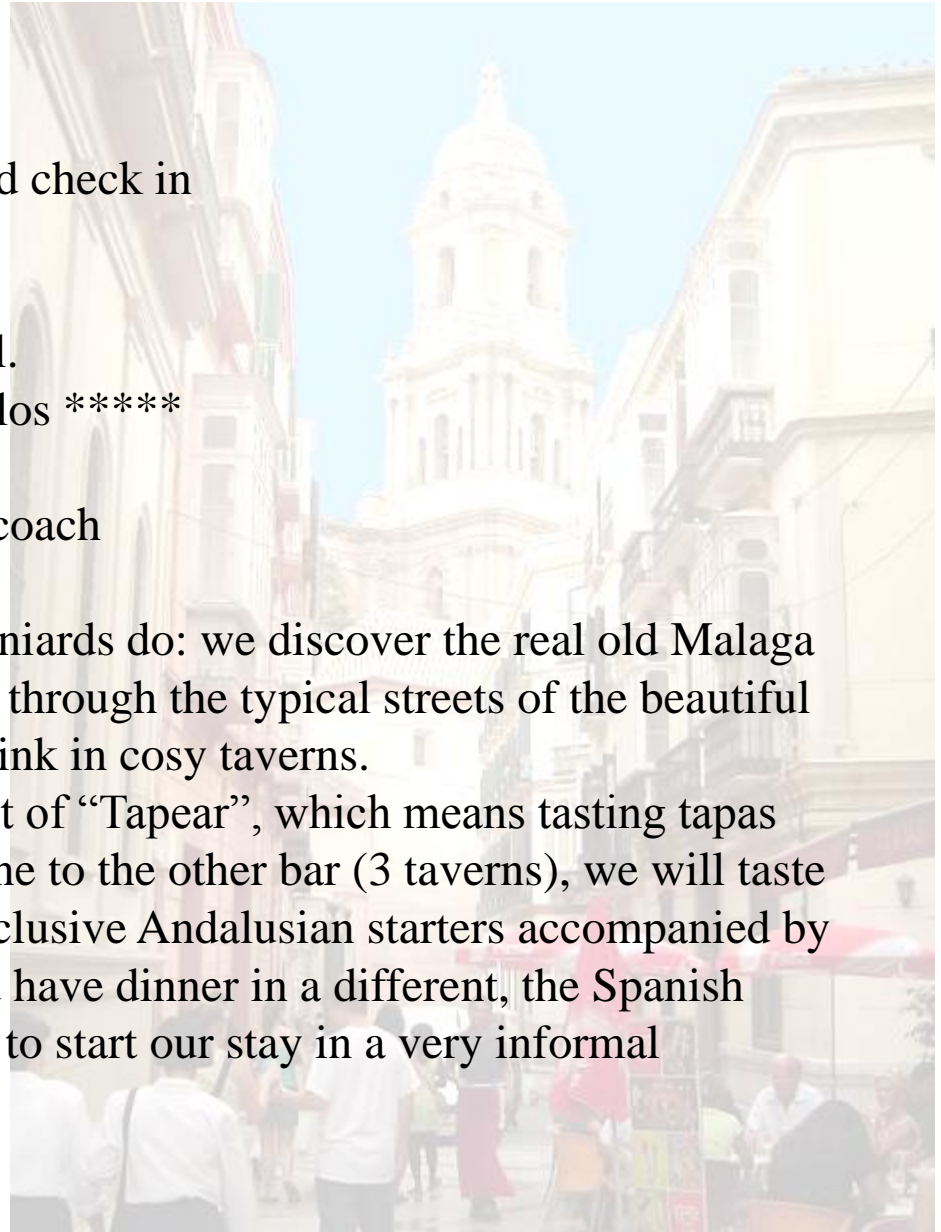 d check in
l.
los *****
coach
niards do: we discover the real old Malaga
through the typical streets of the beautiful
ink in cosy taverns.
t of “Tapear”, which means tasting tapas
ne to the other bar (3 taverns), we will taste
clusive Andalusian starters accompanied by
have dinner in a different, the Spanish
to start our stay in a very informal